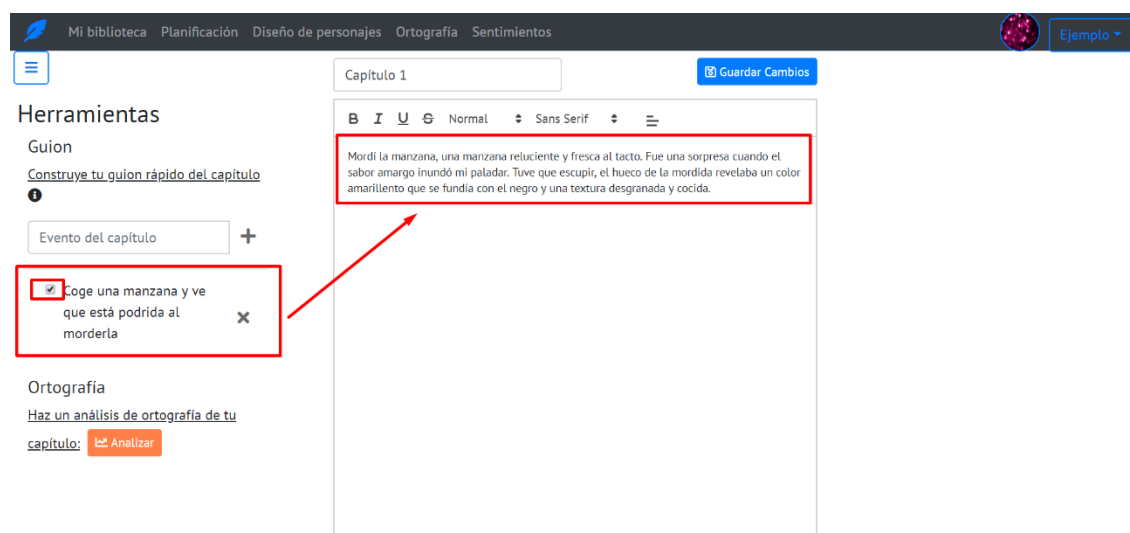 Mi biblioteca Planificación Diseño de personajes Ortografía Sentimientos
Ejemplo
Capítulo 1
Guardar Cambios
Herramientas
B I U S Normal Sans Serif
Guion
Construye tu guion rápido del capítulo
Mordí la manzana, una manzana reluciente y fresca al tacto. Fue una sorpresa cuando el
sabor amargo inundó mi paladar. Tuve que escupir, el hueco de la mordida revelaba un color
amarillento que se fundía con el negro y una textura desgranada y cocida.
Evento del capítulo
Coge una manzana y ve
que está podrida al
morderla
Ortografía
Haz un análisis de ortografía de tu
capítulo: Analizar